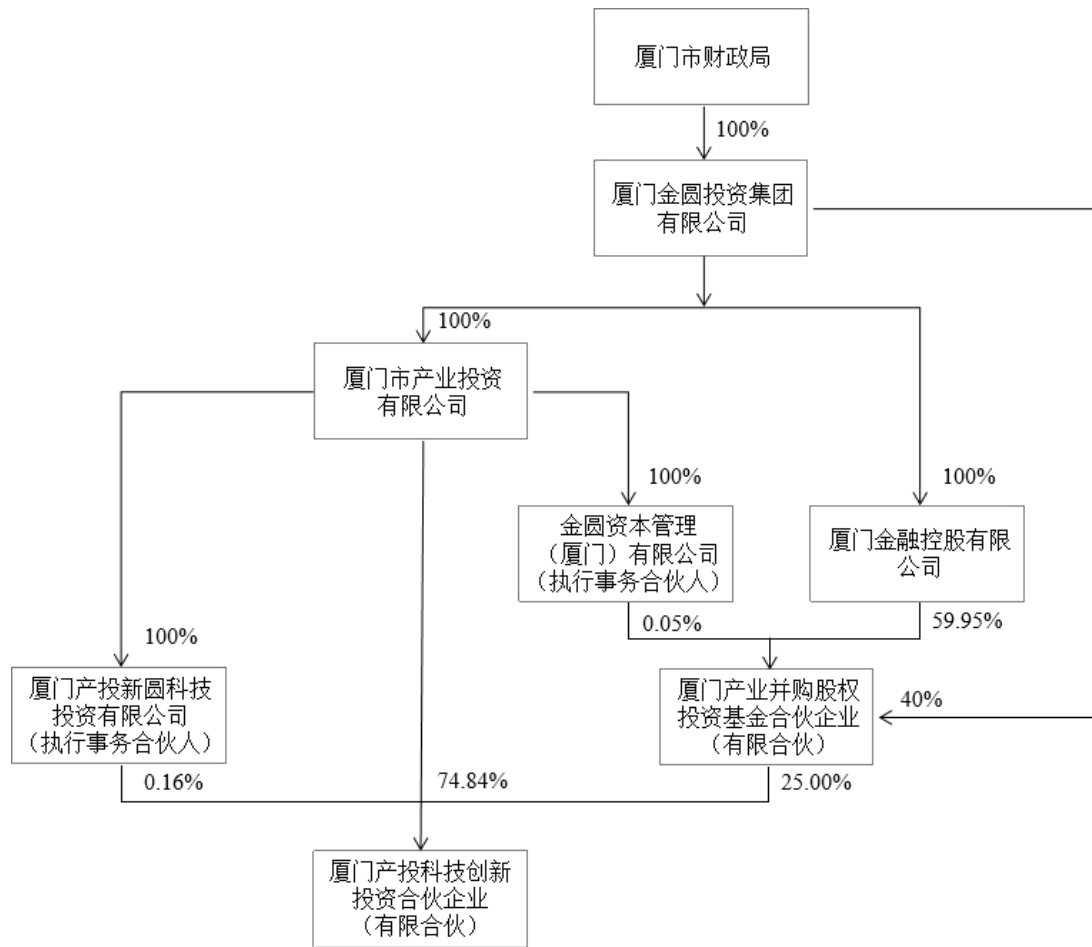 厦门市财政局
100%
厦门金圆投资集团
有限公司
100%
厦门市产业投资
有限公司
100%
100%
金圆资本管理
（厦门）有限公司
（执行事务合伙人）
厦门金融控股有限
公司
0.05%
59.95%
100%
厦门产投新圆科技
投资有限公司
（执行事务合伙人）
厦门产业并购股权
投资基金合伙企业
（有限合伙）
40%
0.16%
74.84%
25.00%
厦门产投科技创新
投资合伙企业
（有限合伙）